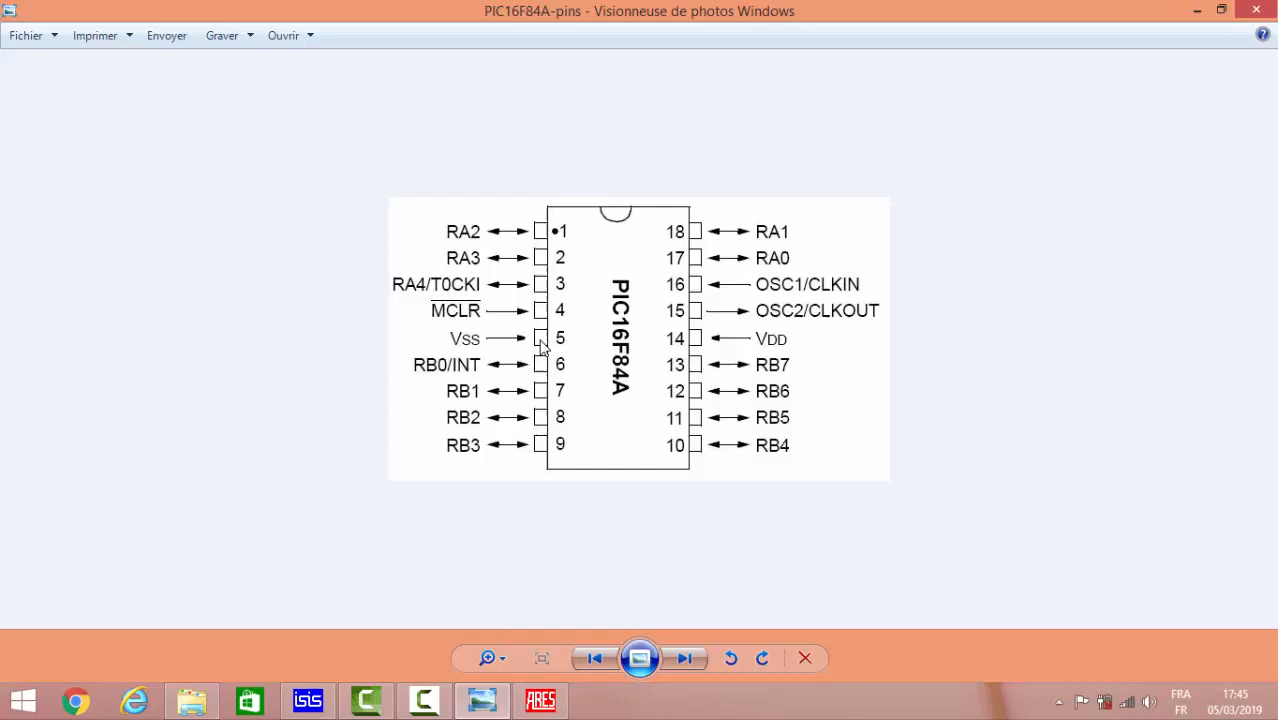 PIC16F84A-pins - Visionneuse de photos Windows
Fichier Imprimer Envoyer Graver Ouvrir
RA2 1 18 RA1
RA3 2 17 RA0
RA4/T0CKI 3 16 OSC1/CLKIN
MCLR 4 15 OSC2/CLKOUT
VSS 5 14 VDD
RB0/INT 6 13 RB7
RB1 7 12 RB6
RB2 8 11 RB5
RB3 9 10 RB4
PIC16F84A
isis ARES
FRA 17:45
FR 05/03/2019